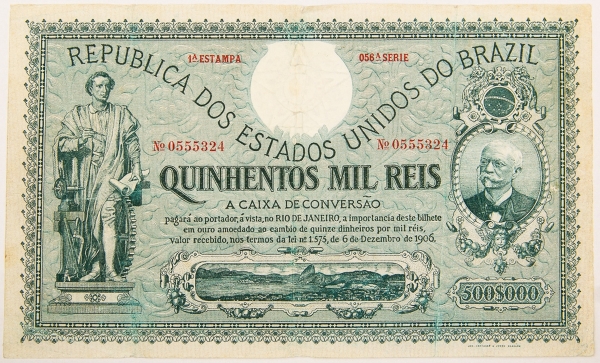 1ª ESTAMPA 056ª SERIE
REPUBLICA DOS ESTADOS UNIDOS DO BRAZIL
Nº 0555324 Nº 0555324
QUINHENTOS MIL REIS
A CAIXA DE CONVERSÃO
pagará ao portador, á vista, no RIO DE JANEIRO, a importancia deste bilhete
em ouro amoedado ao cambio de quinze dinheiros por mil réis,
valor recebido, nos termos da lei nº 1.575, de 6 de Dezembro de 1906.
500$000